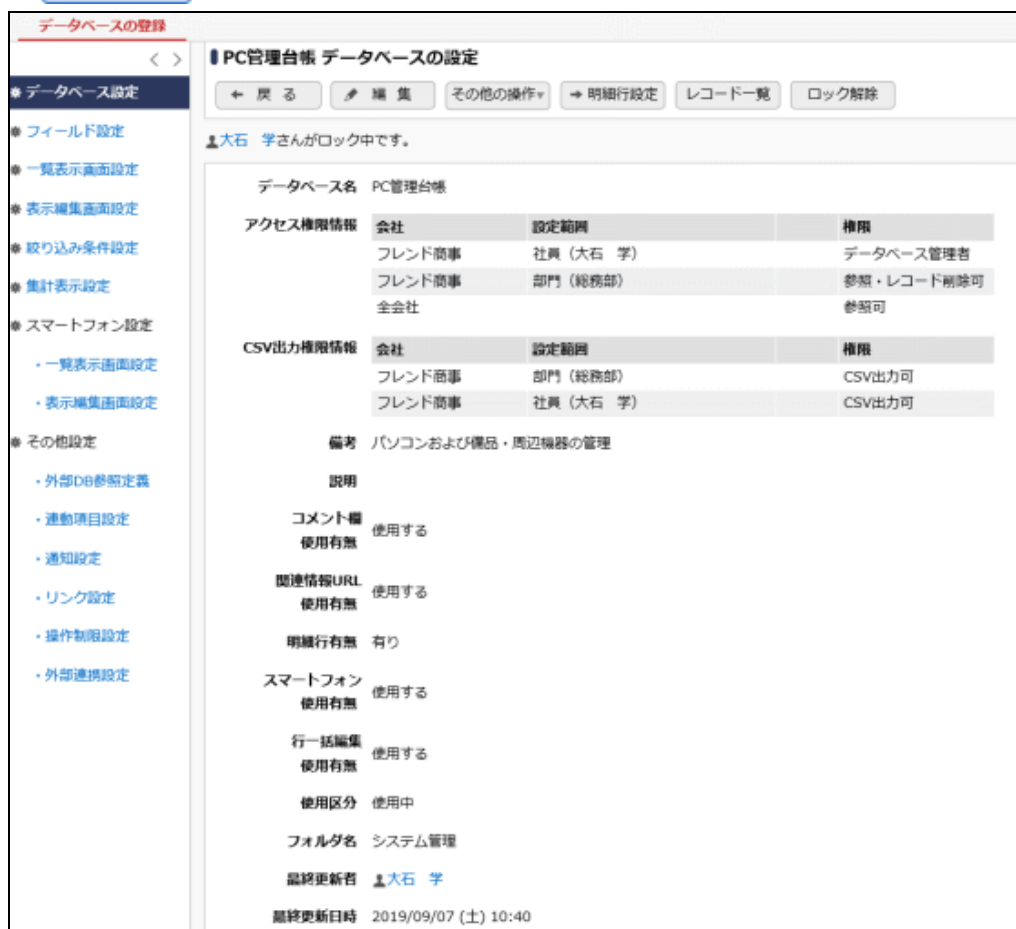 データベースの登録
< >
データベース設定
フィールド設定
一覧表示画面設定
表示編集画面設定
絞り込み条件設定
集計表示設定
スマートフォン設定
・一覧表示画面設定
・表示編集画面設定
その他設定
・外部DB参照定義
・連動項目設定
・通知設定
・リンク設定
・操作制限設定
・外部連携設定
PC管理台帳 データベースの設定
← 戻 る 編 集 その他の操作▾ → 明細行設定 レコード一覧 ロック解除
大石 学さんがロック中です。
データベース名 PC管理台帳
アクセス権限情報 会社 設定範囲 権限
フレンド商事 社員(大石 学) データベース管理者
フレンド商事 部門(総務部) 参照・レコード削除可
全会社 参照可
CSV出力権限情報 会社 設定範囲 権限
フレンド商事 部門(総務部) CSV出力可
フレンド商事 社員(大石 学) CSV出力可
備考 パソコンおよび備品・周辺機器の管理
説明
コメント欄
使用有無 使用する
関連情報URL
使用有無 使用する
明細行有無 有り
スマートフォン
使用有無 使用する
行一括編集
使用有無 使用する
使用区分 使用中
フォルダ名 システム管理
最終更新者 大石 学
最終更新日時 2019/09/07 (土) 10:40